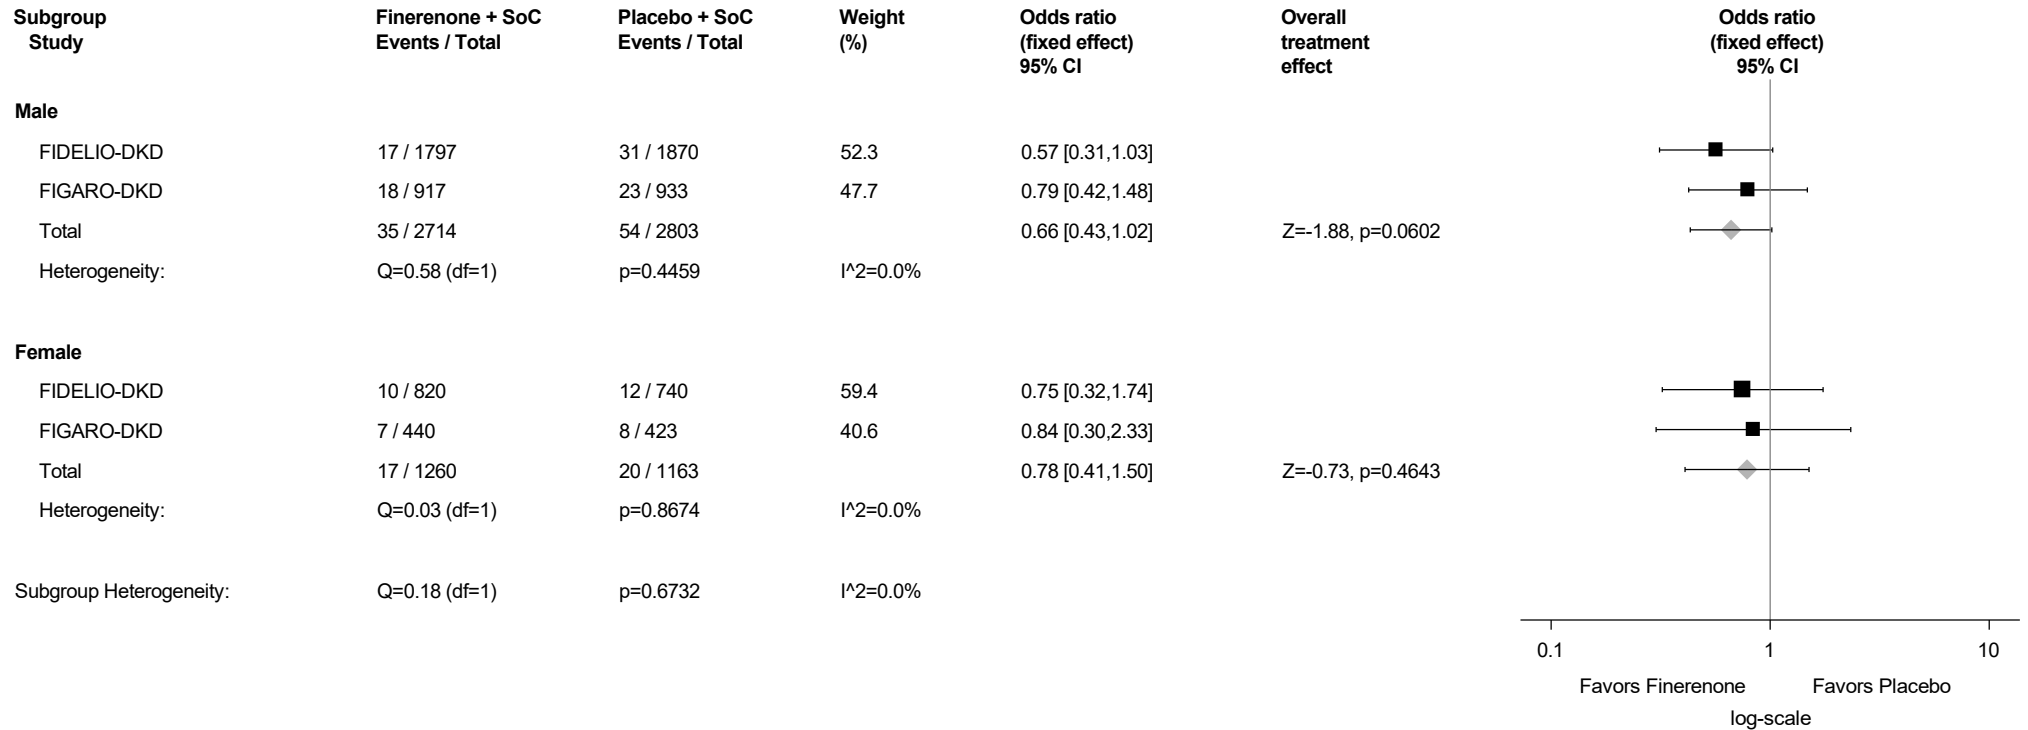 Subgroup Finerenone + SoC Placebo + SoC Weight Odds ratio Overall Odds ratio
Study Events / Total Events / Total (%) (fixed effect) treatment (fixed effect)
95% CI effect 95% CI
Male
FIDELIO-DKD 17 / 1797 31 / 1870 52.3 0.57 [0.31,1.03]
FIGARO-DKD 18 / 917 23 / 933 47.7 0.79 [0.42,1.48]
Total 35 / 2714 54 / 2803 0.66 [0.43,1.02] Z=-1.88, p=0.0602
Heterogeneity: Q=0.58 (df=1) p=0.4459 I^2=0.0%
Female
FIDELIO-DKD 10 / 820 12 / 740 59.4 0.75 [0.32,1.74]
FIGARO-DKD 7 / 440 8 / 423 40.6 0.84 [0.30,2.33]
Total 17 / 1260 20 / 1163 0.78 [0.41,1.50] Z=-0.73, p=0.4643
Heterogeneity: Q=0.03 (df=1) p=0.8674 I^2=0.0%
Subgroup Heterogeneity: Q=0.18 (df=1) p=0.6732 I^2=0.0%
0.1 1 10
Favors Finerenone Favors Placebo
log-scale